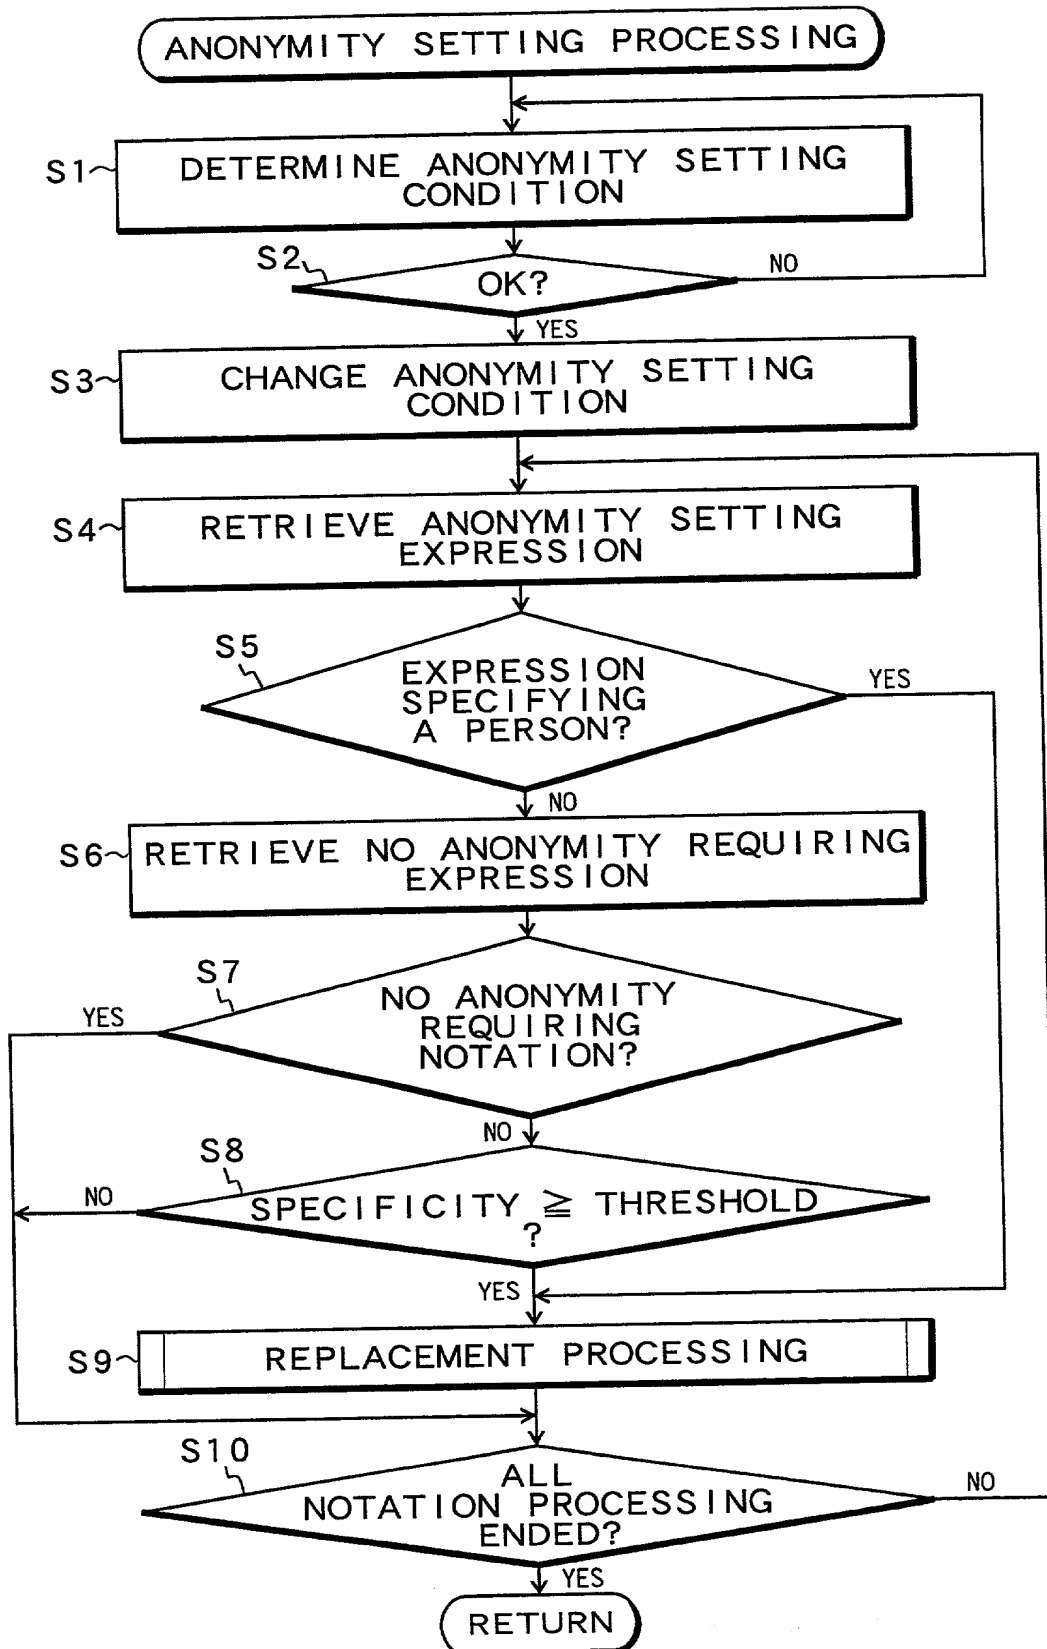 ANONYMITY SETTING PROCESSING
S1
DETERMINE ANONYMITY SETTING
CONDITION
S2
OK?
NO
YES
S3
CHANGE ANONYMITY SETTING
CONDITION
S4
RETRIEVE ANONYMITY SETTING
EXPRESSION
S5
EXPRESSION
SPECIFYING
A PERSON?
YES
NO
S6
RETRIEVE NO ANONYMITY REQUIRING
EXPRESSION
S7
NO ANONYMITY
REQUIRING
NOTATION?
YES
NO
S8
SPECIFICITY ≧ THRESHOLD
?
NO
YES
S9
REPLACEMENT PROCESSING
S10
ALL
NOTATION PROCESSING
ENDED?
NO
YES
RETURN